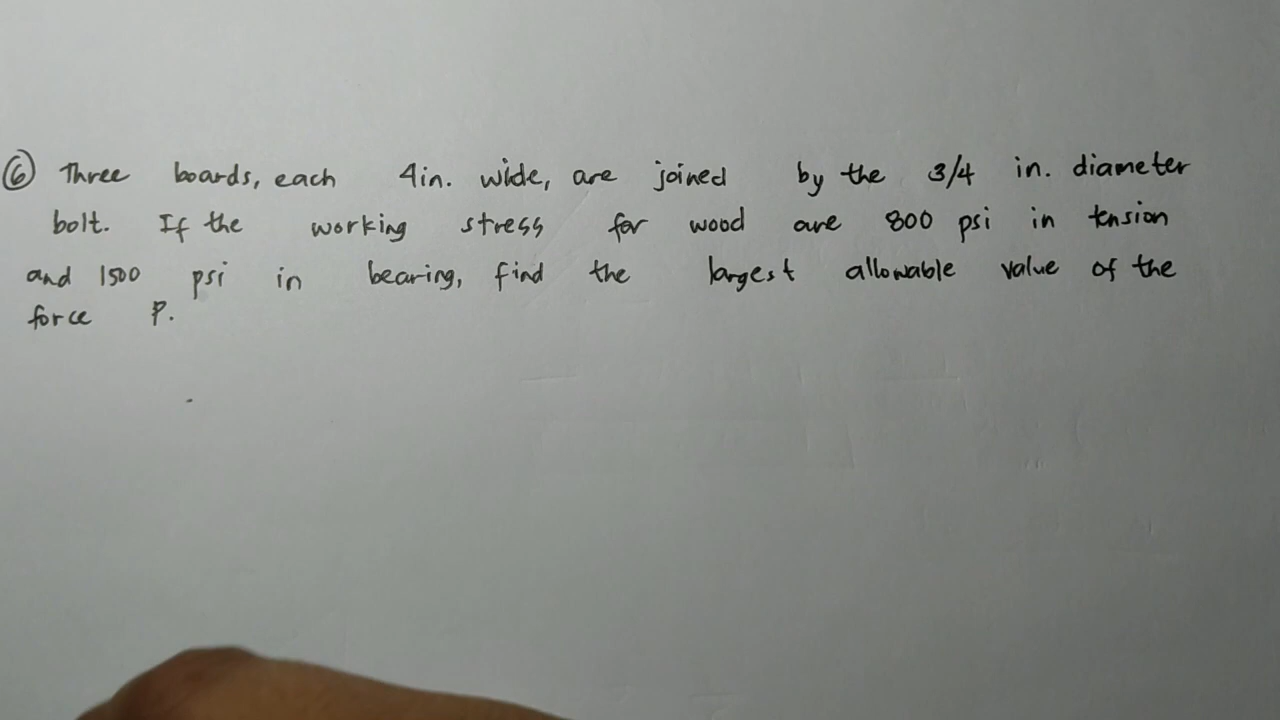 ⑥ Three boards, each 4in. wide, are joined by the 3/4 in. diameter
bolt. If the working stress for wood are 800 psi in tension
and 1500 psi in bearing, find the largest allowable value of the
force P.